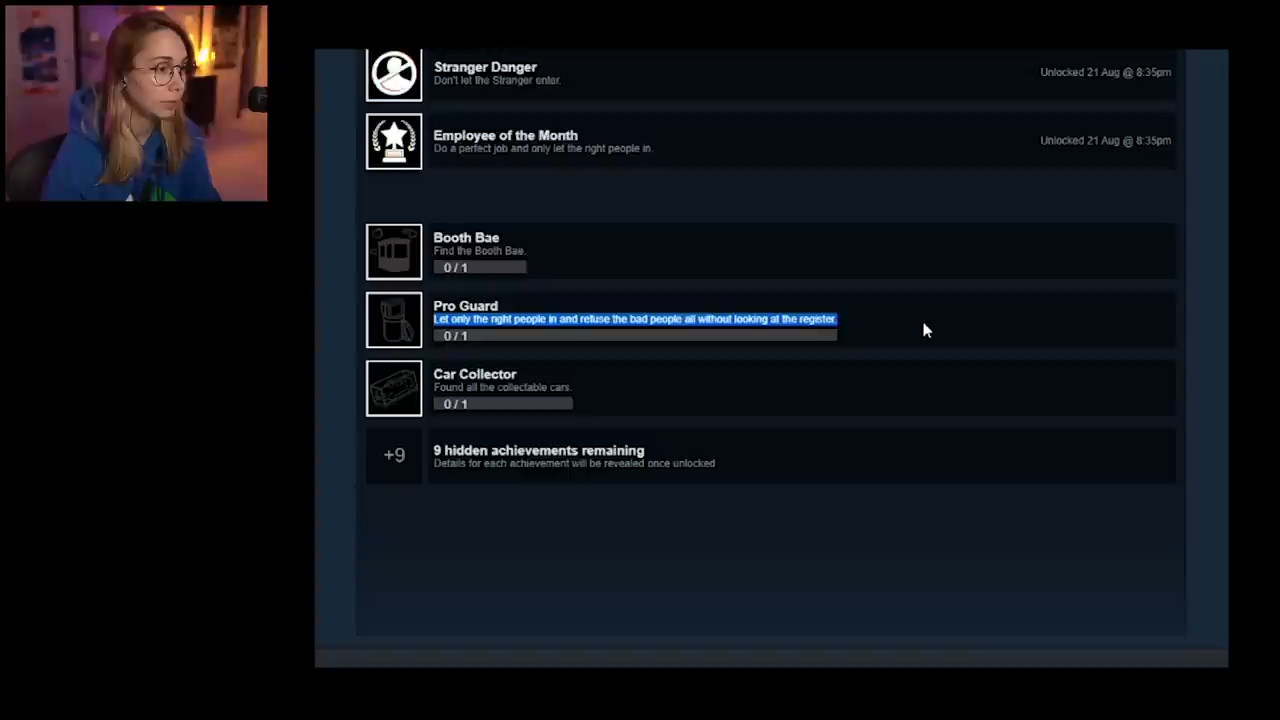 Stranger Danger
Don't let the Stranger enter.
Unlocked 21 Aug @ 8:35pm
Employee of the Month
Do a perfect job and only let the right people in.
Unlocked 21 Aug @ 8:35pm
Booth Bae
Find the Booth Bae.
0 / 1
Pro Guard
Let only the right people in and refuse the bad people all without looking at the register.
0 / 1
Car Collector
Found all the collectable cars.
0 / 1
+9
9 hidden achievements remaining
Details for each achievement will be revealed once unlocked